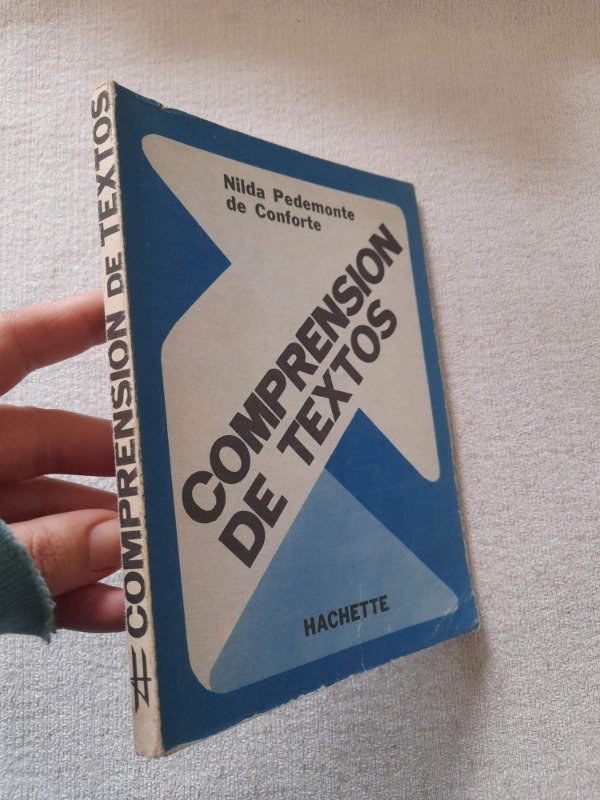 COMPRENSION DE TEXTOS
Nilda Pedemonte
de Conforte
COMPRENSION
DE TEXTOS
HACHETTE